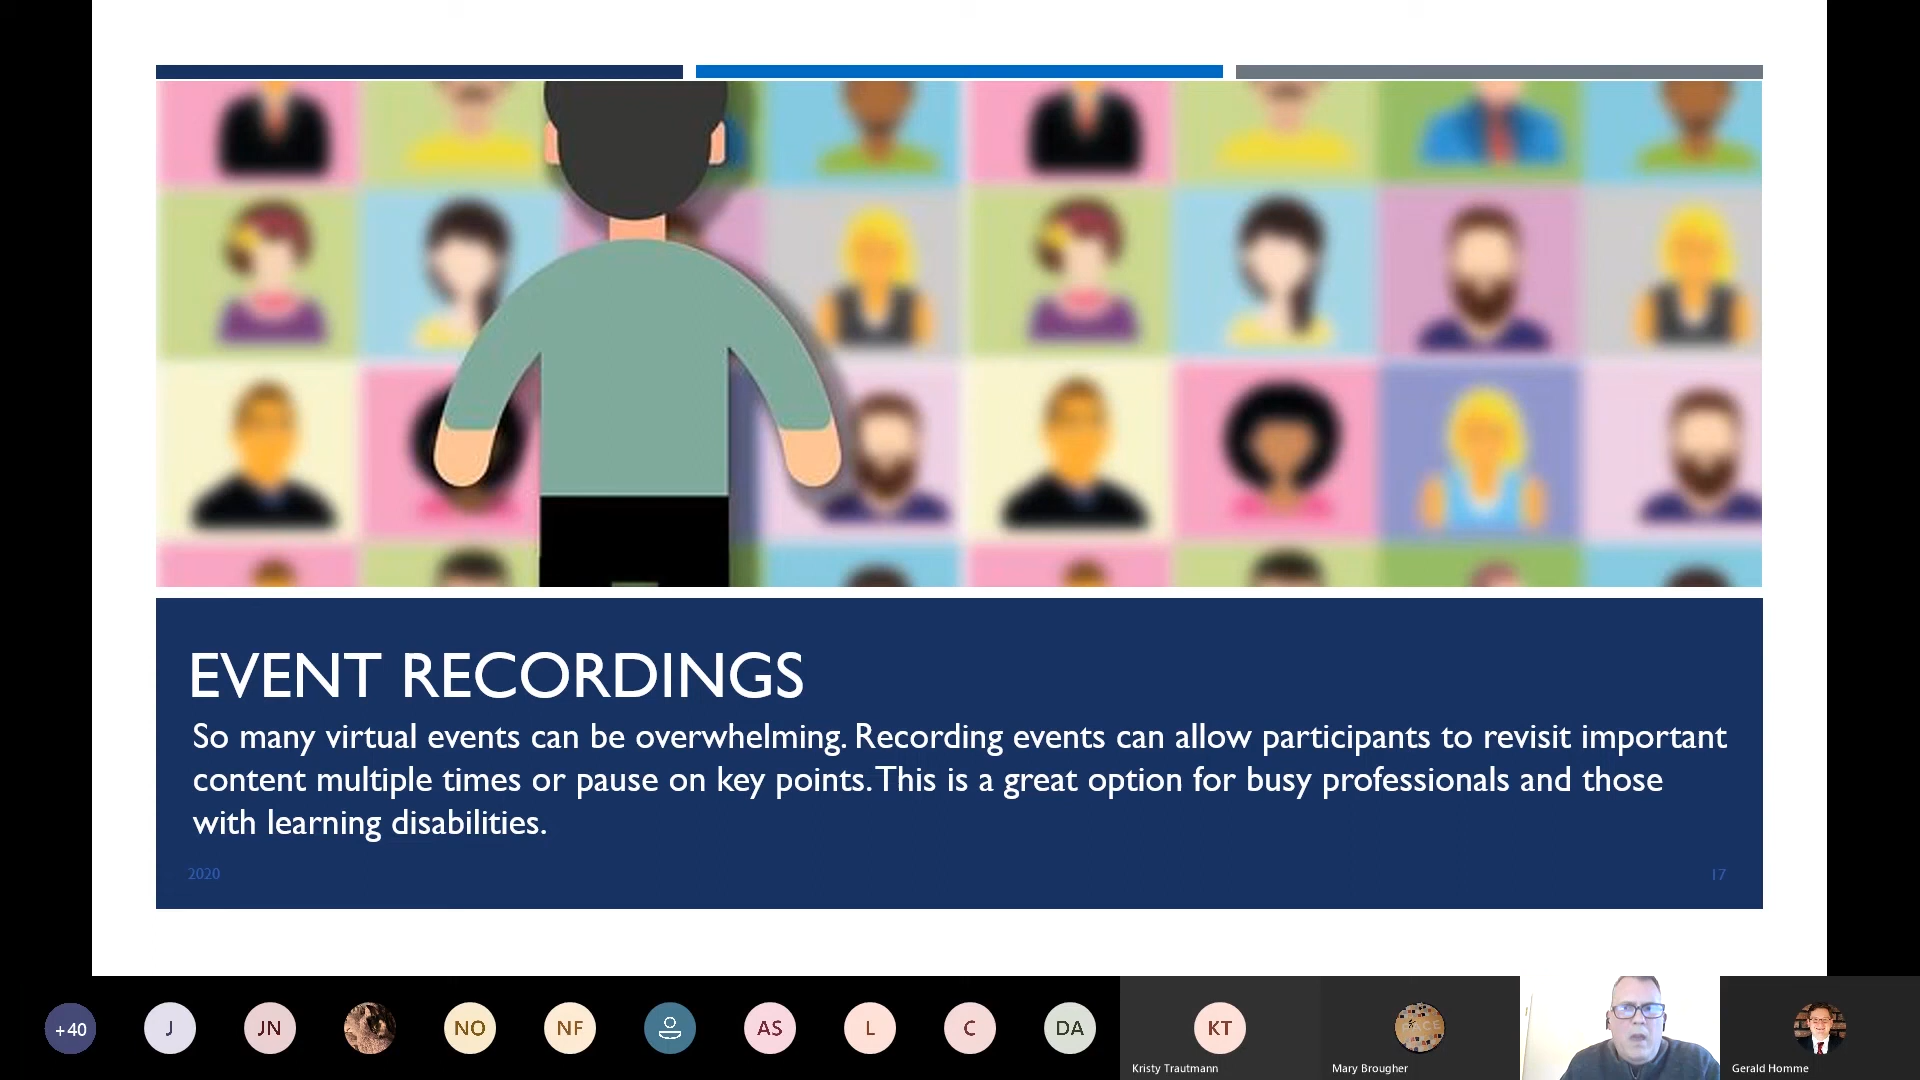 EVENT RECORDINGS
So many virtual events can be overwhelming. Recording events can allow participants to revisit important
content multiple times or pause on key points. This is a great option for busy professionals and those
with learning disabilities.
2020
17
+40
J
JN
NO
NF
AS
L
C
DA
KT
PACE
Kristy Trautmann
Mary Brougher
Gerald Homme